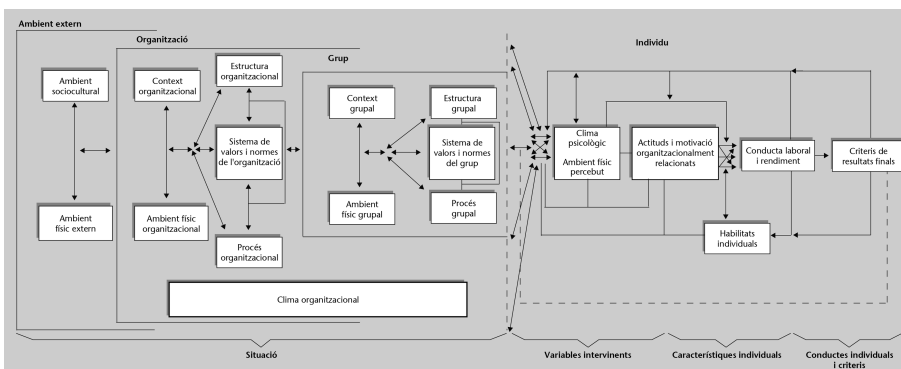 Ambient extern
Organització
Grup
Individu
Ambient
sociocultural
Ambient
físic extern
Context
organitzacional
Ambient físic
organitzacional
Estructura
organitzacional
Sistema de
valors i normes
de l'organització
Procés
organitzacional
Context
grupal
Ambient
físic grupal
Estructura
grupal
Sistema de
valors i normes
del grup
Procés
grupal
Clima
psicològic
Ambient físic
percebut
Actituds i motivació
organitzacionalment
relacionats
Conducta laboral
i rendiment
Criteris de
resultats finals
Habilitats
individuals
Clima organitzacional
Situació
Variables intervinents
Característiques individuals
Conductes individuals
i criteris